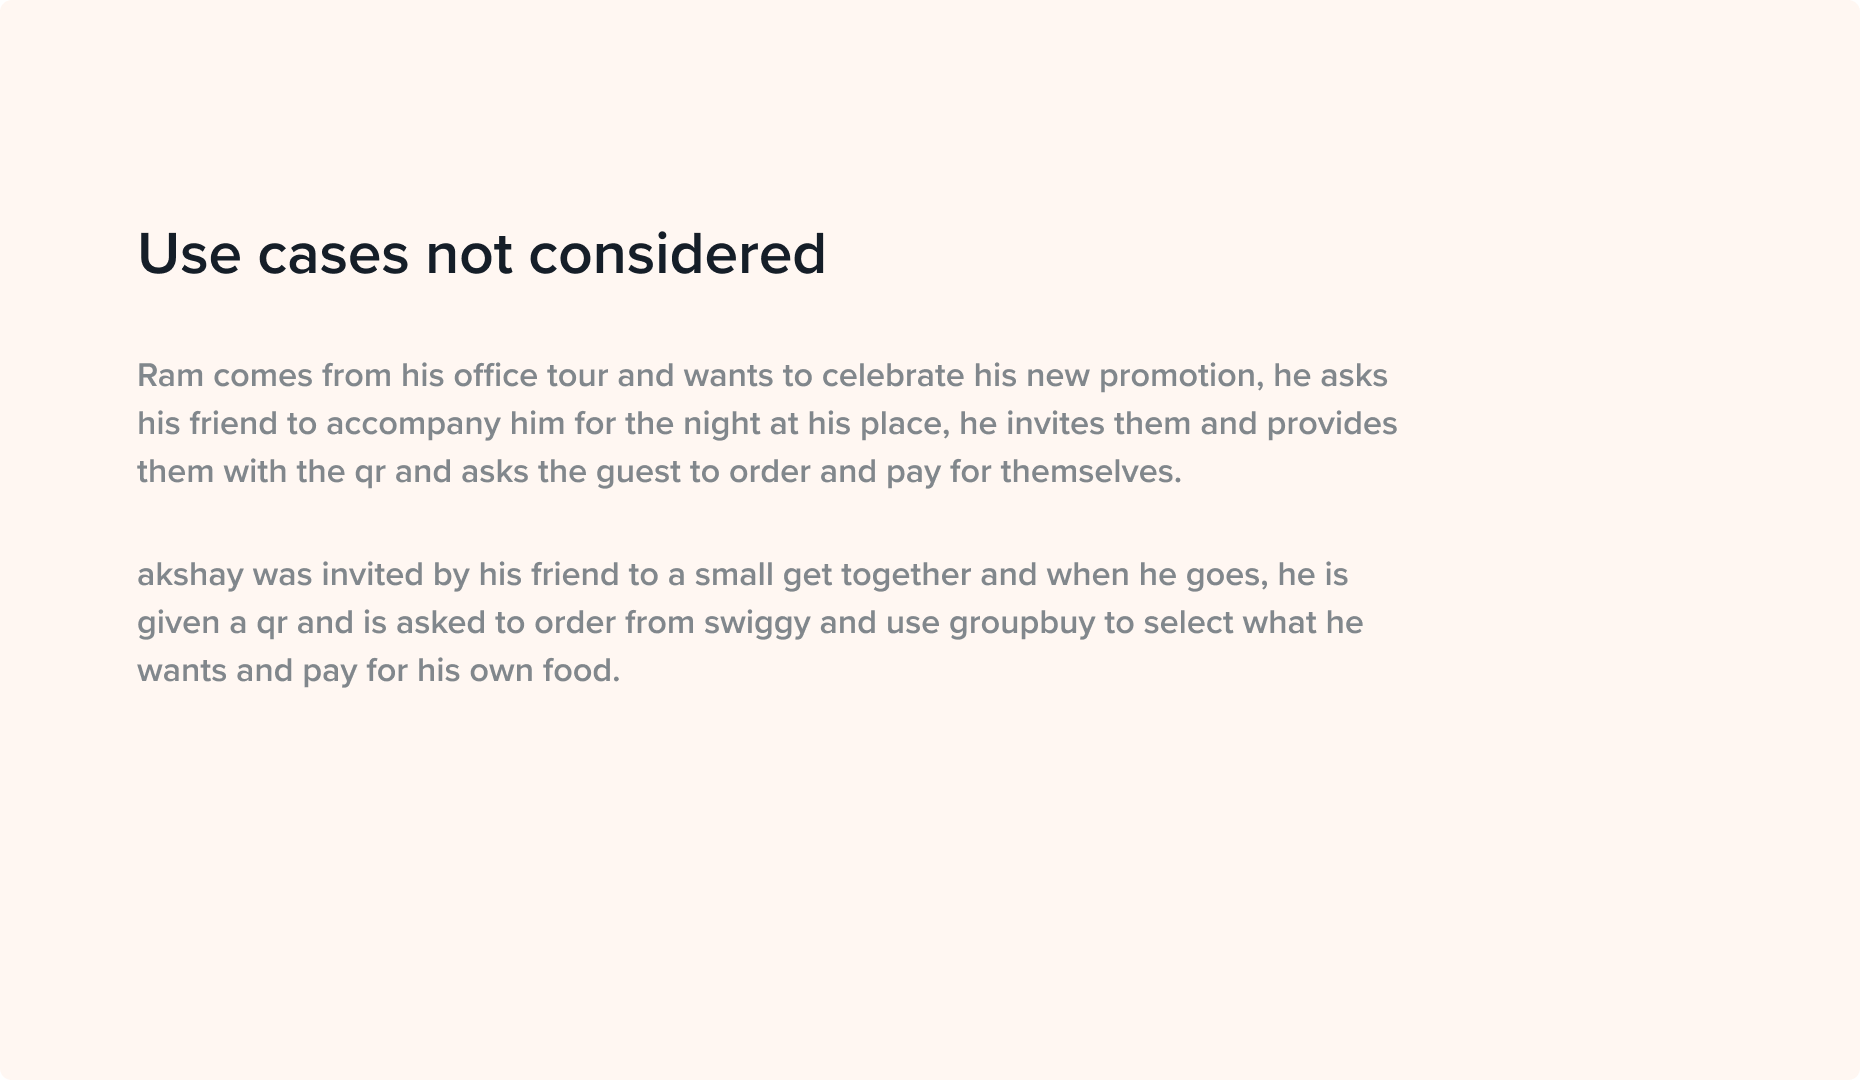 Use cases not considered
Ram comes from his office tour and wants to celebrate his new promotion, he asks
his friend to accompany him for the night at his place, he invites them and provides
them with the qr and asks the guest to order and pay for themselves.
akshay was invited by his friend to a small get together and when he goes, he is
given a qr and is asked to order from swiggy and use groupbuy to select what he
wants and pay for his own food.